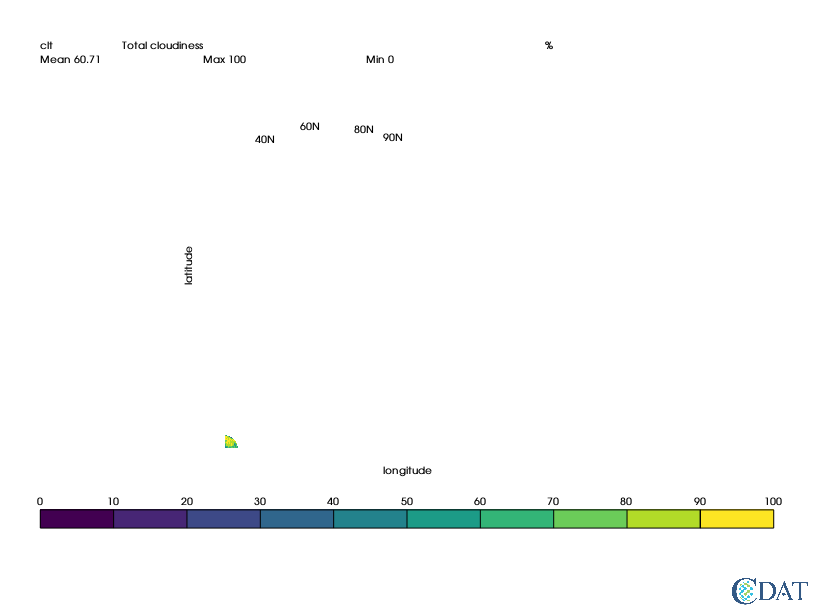 clt Total cloudiness %
Mean 60.71 Max 100 Min 0
60N
80N
90N
40N
latitude
longitude
0 10 20 30 40 50 60 70 80 90 100
CDAT